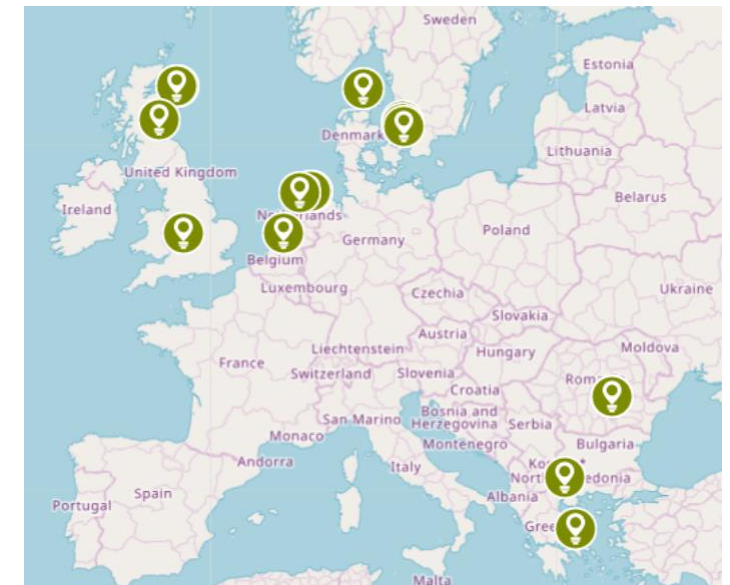 Sweden
Estonia
Latvia
Denmark
Lithuania
United Kingdom
Belarus
Ireland
Poland
Germany
Belgium
Luxembourg
Ukraine
Czechia
Slovakia
Austria
Moldova
Liechtenstein
Hungary
France
Switzerland
Slovenia
Croatia
Bosnia and
Herzegovina
Serbia
San Marino
Monaco
Montenegro
Bulgaria
Andorra
Italy
Albania
Spain
Portugal
Malta